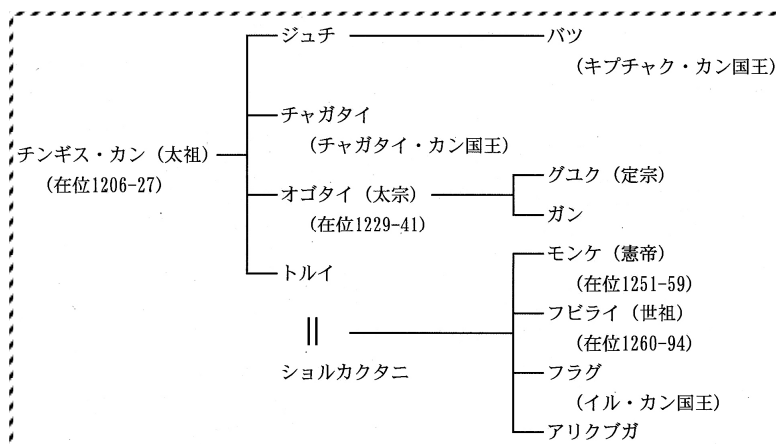 ジュチ
バツ
(キプチャク・カン国王)
チャガタイ
(チャガタイ・カン国王)
チンギス・カン (太祖)
(在位1206-27)
オゴタイ (太宗)
(在位1229-41)
グユク (定宗)
ガン
トルイ
||
ショルカクタニ
モンケ (憲帝)
(在位1251-59)
フビライ (世祖)
(在位1260-94)
フラグ
(イル・カン国王)
アリクブガ